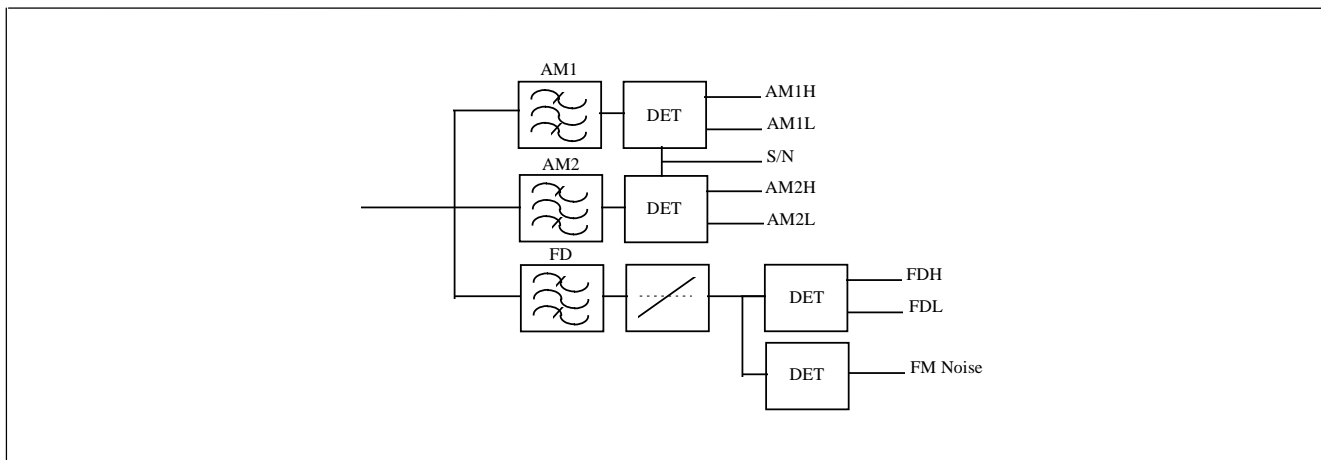 AM1
AM1H
DET
AM1L
S/N
AM2
AM2H
DET
AM2L
FD
FDH
DET
FDL
DET
FM Noise